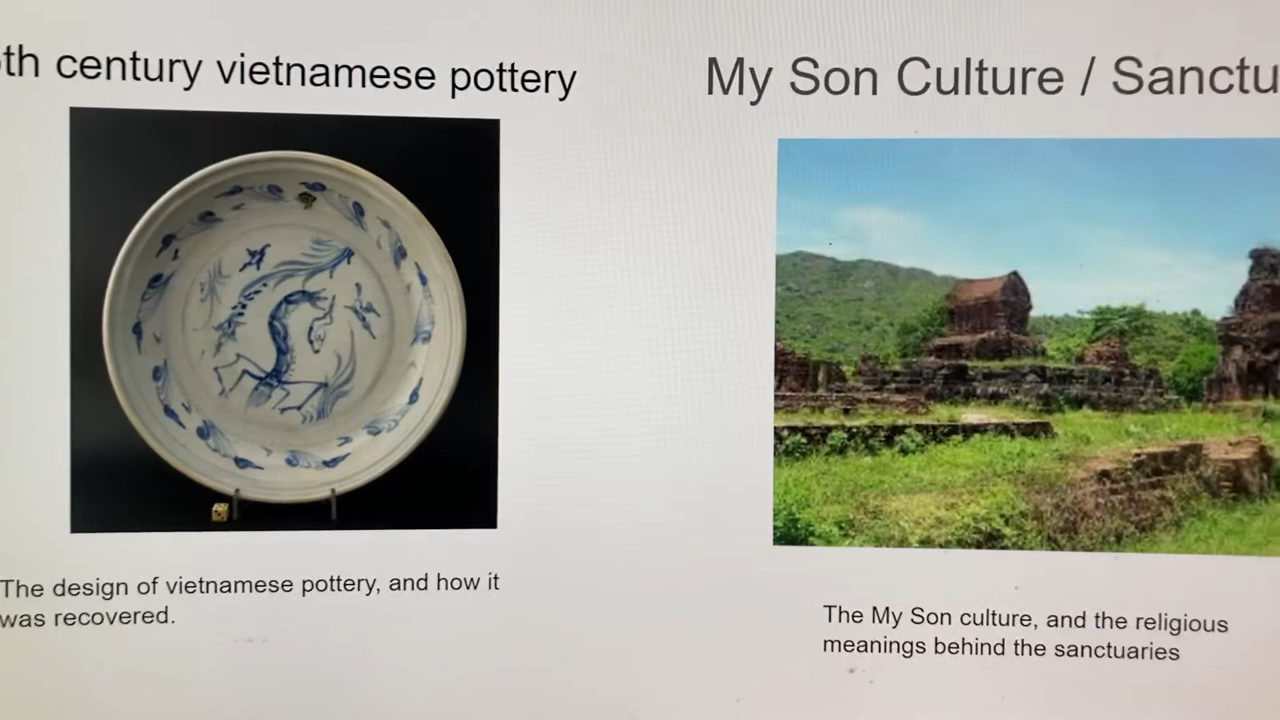 th century vietnamese pottery
The design of vietnamese pottery, and how it
was recovered.
My Son Culture / Sanctu
The My Son culture, and the religious
meanings behind the sanctuaries